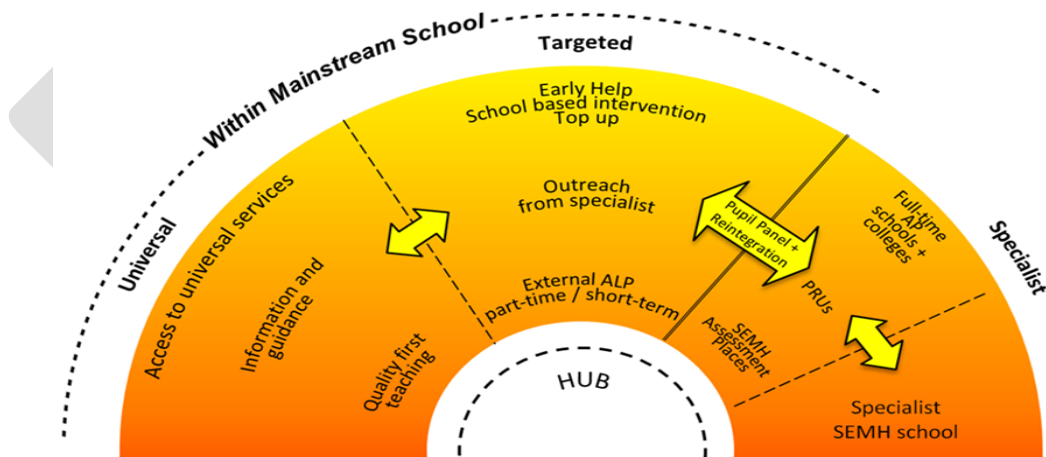 Within Mainstream School
Universal
Targeted
Specialist
Access to universal services
Information and
guidance
Quality first
teaching
Early Help
School based intervention
Top up
Outreach
from specialist
External ALP
part-time / short-term
Pupil Panel +
Reintegration
Full-time
AP
schools +
colleges
PRUs
SEMH
Assessment
Places
Specialist
SEMH school
HUB